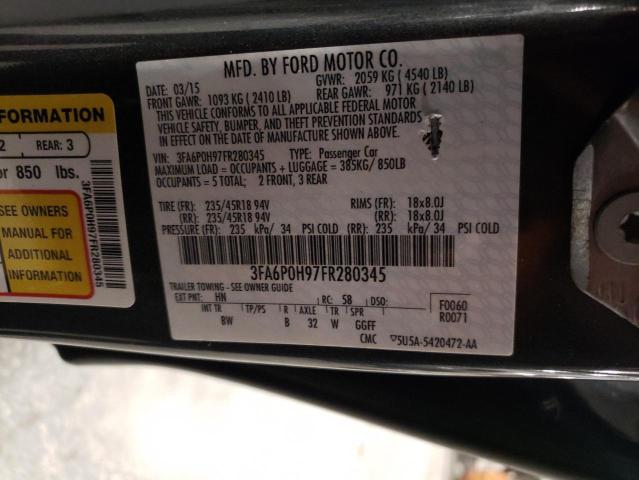 NFORMATION
2 REAR: 3
or 850 lbs.
SEE OWNERS
MANUAL FOR
ADDITIONAL
INFORMATION
3FA6P0H97FR280345
MFD. BY FORD MOTOR CO.
DATE: 03/15 GVWR: 2059 KG ( 4540 LB)
FRONT GAWR: 1093 KG ( 2410 LB) REAR GAWR: 971 KG ( 2140 LB)
THIS VEHICLE CONFORMS TO ALL APPLICABLE FEDERAL MOTOR
VEHICLE SAFETY, BUMPER, AND THEFT PREVENTION STANDARDS
IN EFFECT ON THE DATE OF MANUFACTURE SHOWN ABOVE.
VIN: 3FA6P0H97FR280345 TYPE: Passenger Car
MAXIMUM LOAD = OCCUPANTS + LUGGAGE = 385KG/ 850LB
OCCUPANTS = 5 TOTAL; 2 FRONT, 3 REAR
TIRE (FR): 235/45R18 94V RIMS (FR): 18x8.0J
(RR): 235/45R18 94V (RR): 18x8.0J
PRESSURE (FR): 235 kPa/ 34 PSI COLD (RR): 235 kPa/ 34 PSI COLD
3FA6P0H97FR280345
TRAILER TOWING - SEE OWNER GUIDE
EXT PNT: HN RC: 58 DSO: F0060
INT TR TP/PS R AXLE TR SPR R0071
BW B 32 W GGFF
CMC 5U5A-5420472-AA